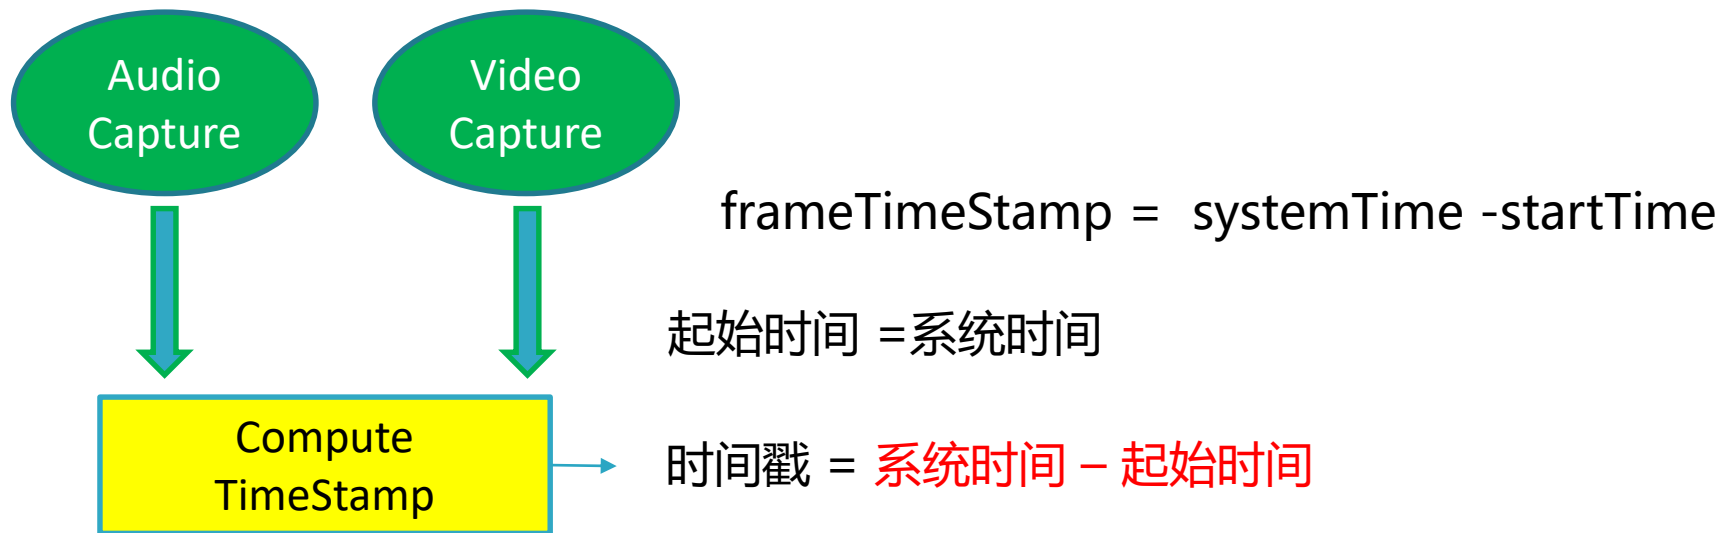 Audio
Capture
Video
Capture
frameTimeStamp = systemTime -startTime
起始时间 =系统时间
Compute
TimeStamp
时间戳 = 系统时间 – 起始时间